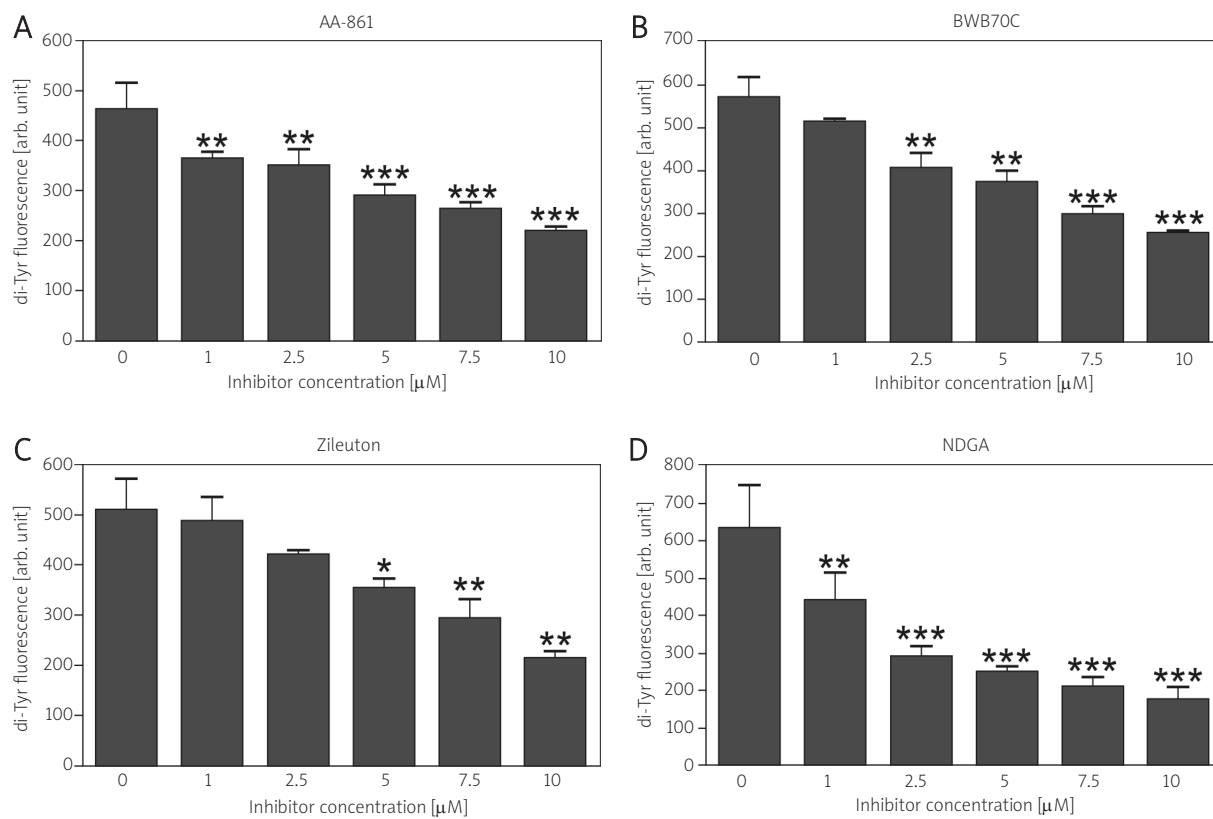 A
AA-861
di-Tyr fluorescence [arb. unit]
600
500
400
300
200
100
0
**
**
***
***
***
0 1 2.5 5 7.5 10
Inhibitor concentration [μM]
B
BWB70C
di-Tyr fluorescence [arb. unit]
700
600
500
400
300
200
100
0
**
**
***
***
0 1 2.5 5 7.5 10
Inhibitor concentration [μM]
C
Zileuton
di-Tyr fluorescence [arb. unit]
600
500
400
300
200
100
0
*
**
**
0 1 2.5 5 7.5 10
Inhibitor concentration [μM]
D
NDGA
di-Tyr fluorescence [arb. unit]
800
700
600
500
400
300
200
100
0
**
***
***
***
***
0 1 2.5 5 7.5 10
Inhibitor concentration [μM]